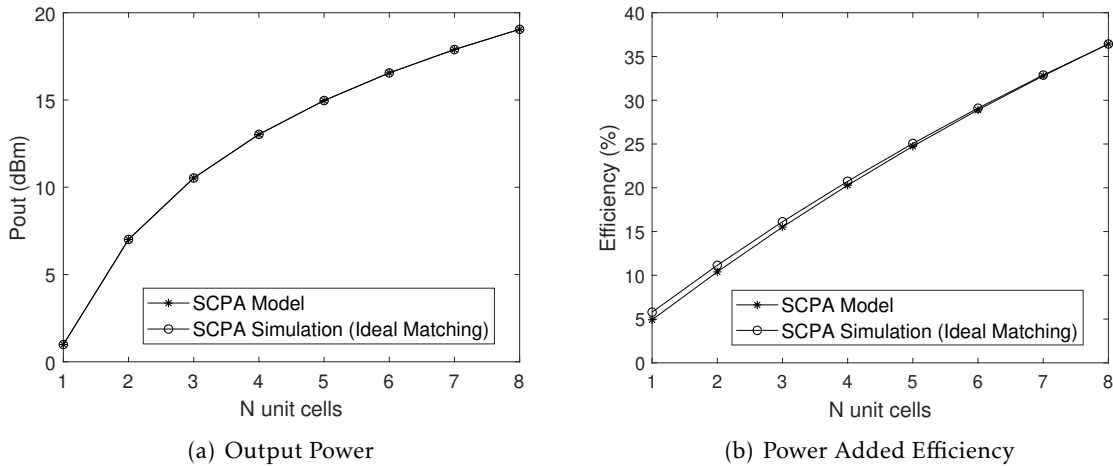 20
15
10
5
0
Pout (dBm)
SCPA Model
SCPA Simulation (Ideal Matching)
1 2 3 4 5 6 7 8
N unit cells
(a) Output Power
40
35
30
25
20
15
10
5
0
Efficiency (%)
SCPA Model
SCPA Simulation (Ideal Matching)
1 2 3 4 5 6 7 8
N unit cells
(b) Power Added Efficiency